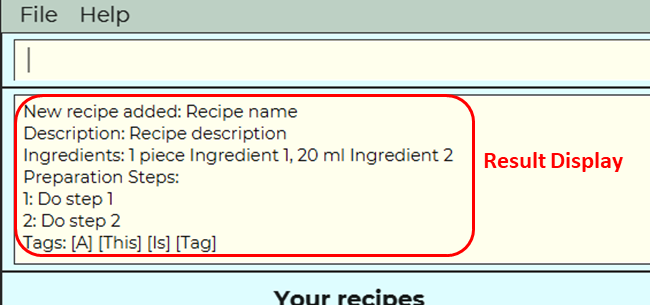 File Help
New recipe added: Recipe name
Description: Recipe description
Ingredients: 1 piece Ingredient 1, 20 ml Ingredient 2
Preparation Steps:
1: Do step 1
2: Do step 2
Tags: [A] [This] [Is] [Tag]
Result Display
Your recipes